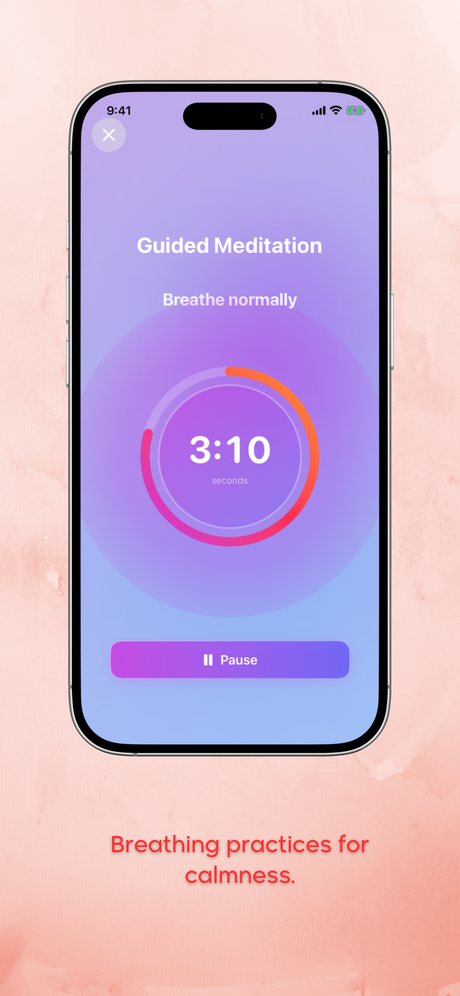 9:41
Guided Meditation
Breathe normally
3:10
seconds
Pause
Breathing practices for
calmness.